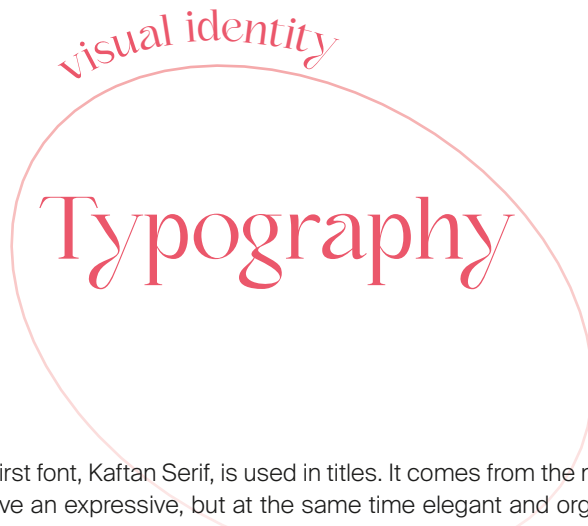 visual identity
Typography
irst font, Kaftan Serif, is used in titles. It comes from the
ve an expressive, but at the same time elegant and org